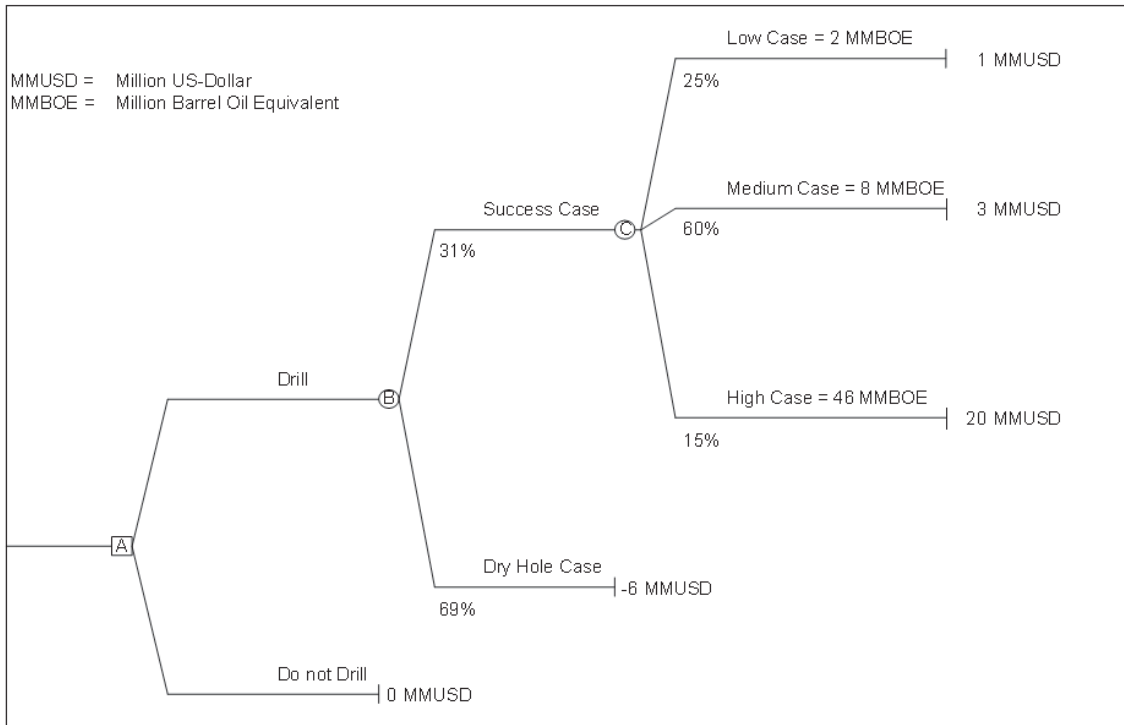 Low Case = 2 MMBOE
1 MMUSD
25%
MMUSD = Million US-Dollar
MMBOE = Million Barrel Oil Equivalent
Medium Case = 8 MMBOE
3 MMUSD
60%
Success Case
C
31%
Drill
B
High Case = 46 MMBOE
20 MMUSD
15%
A
Dry Hole Case
-6 MMUSD
69%
Do not Drill
0 MMUSD